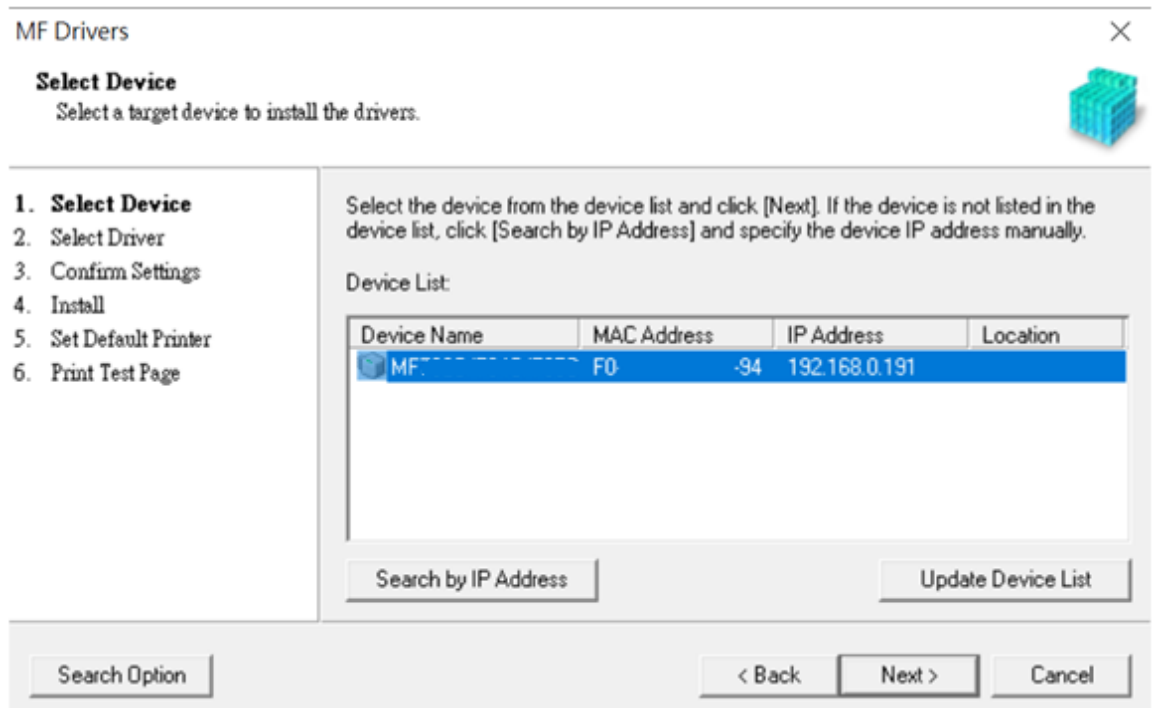 MF Drivers
Select Device
Select a target device to install the drivers.
1. Select Device
2. Select Driver
3. Confirm Settings
4. Install
5. Set Default Printer
6. Print Test Page
Select the device from the device list and click [Next]. If the device is not listed in the
device list, click [Search by IP Address] and specify the device IP address manually.
Device List:
Device Name MAC Address IP Address Location
F0- -94 192.168.0.191
Search by IP Address Update Device List
Search Option < Back Next > Cancel